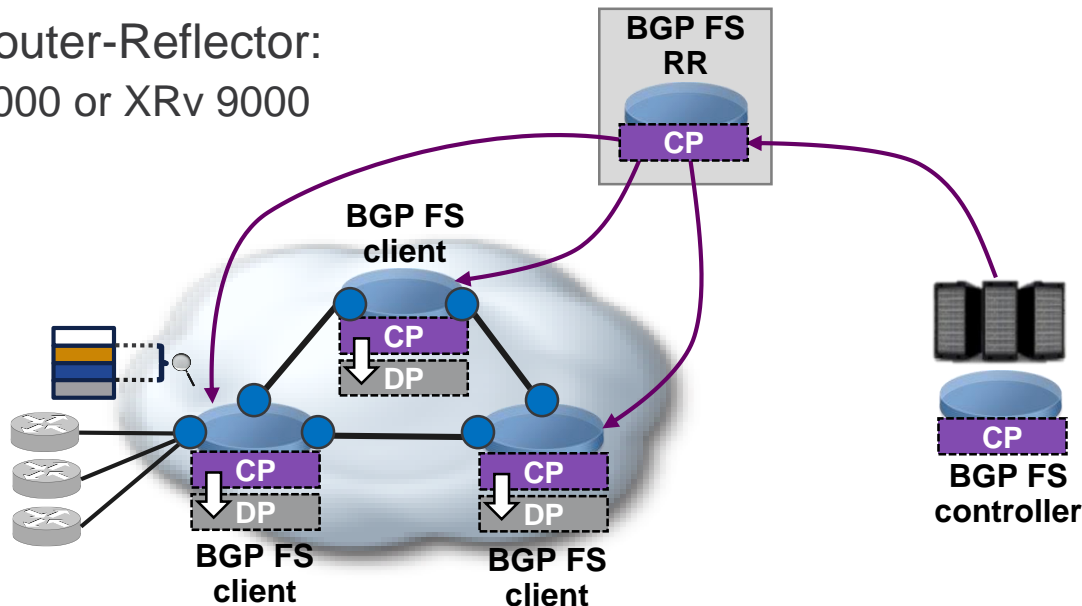 outer-Reflector:
000 or XRv 9000
BGP FS
RR
CP
BGP FS
client
CP
DP
CP
DP
BGP FS
client
CP
DP
BGP FS
client
CP
BGP FS
controller